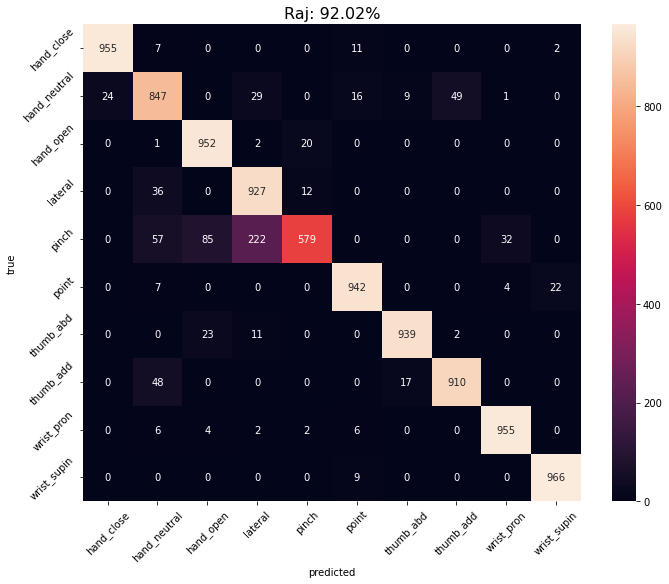 Raj: 92.02%
hand_close 955 7 0 0 0 11 0 0 0 2
hand_neutral 24 847 0 29 0 16 9 49 1 0
hand_open 0 1 952 2 20 0 0 0 0 0
lateral 0 36 0 927 12 0 0 0 0 0
pinch 0 57 85 222 579 0 0 0 32 0
point 0 7 0 0 0 942 0 0 4 22
thumb_abd 0 0 23 11 0 0 939 2 0 0
thumb_add 0 48 0 0 0 0 17 910 0 0
wrist_pron 0 6 4 2 2 6 0 0 955 0
wrist_supin 0 0 0 0 0 9 0 0 0 966
true
hand_close hand_neutral hand_open lateral pinch point thumb_abd thumb_add wrist_pron wrist_supin
predicted
800
600
400
200
0